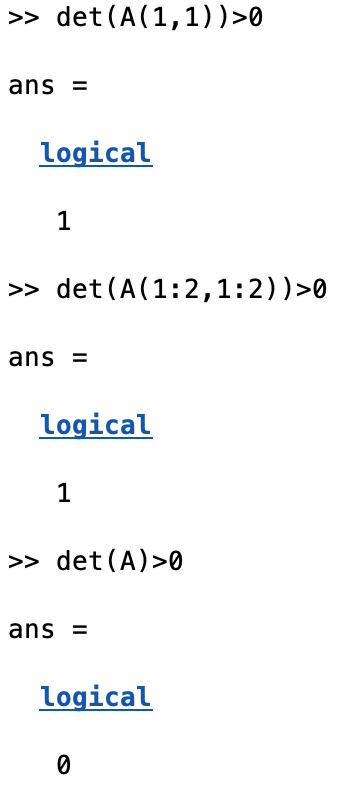 >> det(A(1,1))>0
ans =
logical
1
>> det(A(1:2,1:2))>0
ans =
logical
1
>> det(A)>0
ans =
logical
0